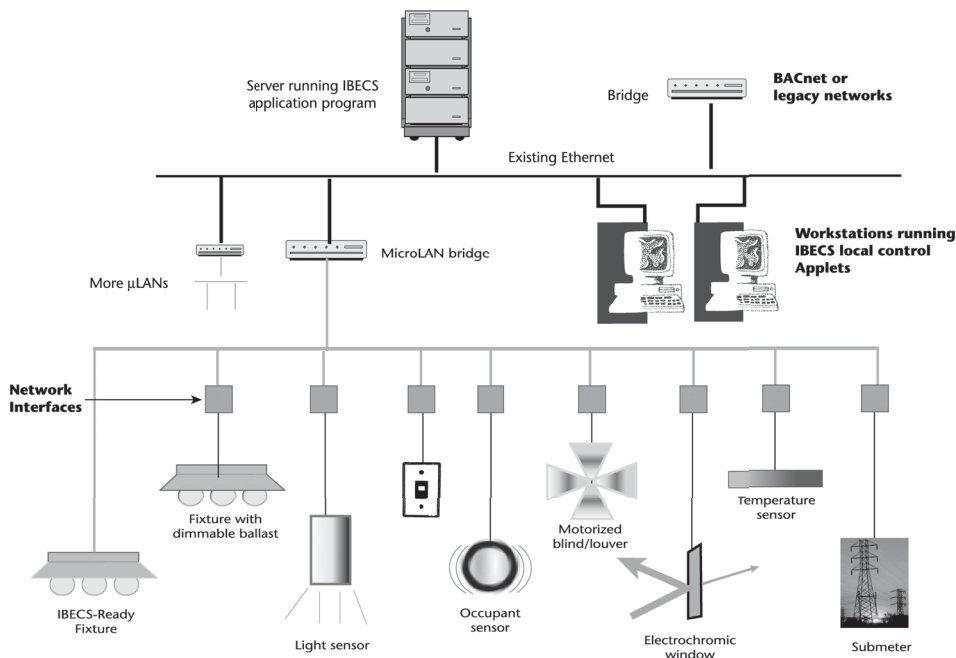 Server running IBECS
application program
Bridge
BACnet or
legacy networks
Existing Ethernet
More µLANs
MicroLAN bridge
Workstations running
IBECS local control
Applets
Network
Interfaces
Fixture with
dimmable ballast
Motorized
blind/louver
Temperature
sensor
IBECS-Ready
Fixture
Light sensor
Occupant
sensor
Electrochromic
window
Submeter